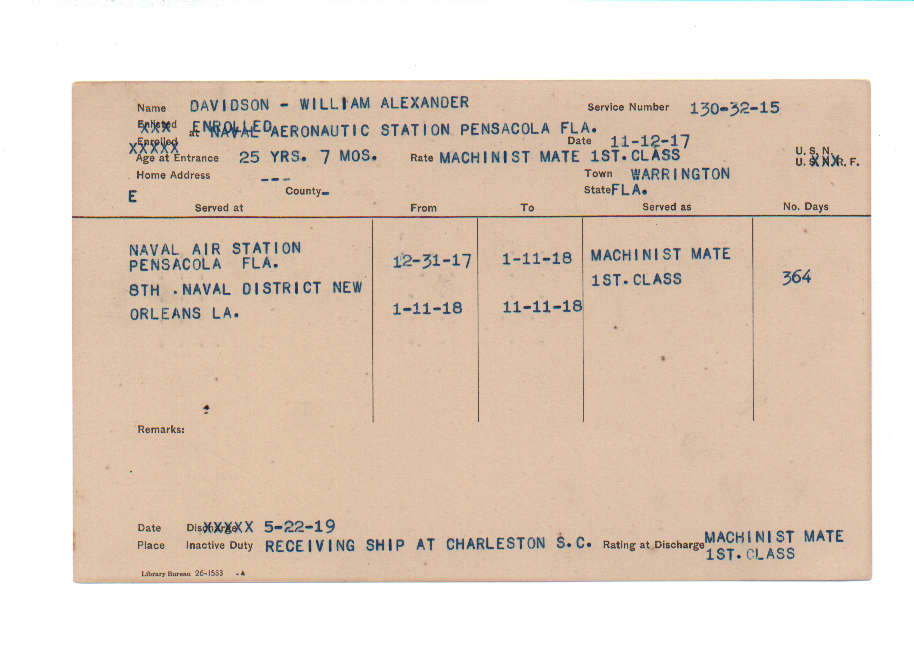 Name DAVIDSON - WILLIAM ALEXANDER Service Number 130-32-15
Enlisted XXX ENROLLED
Enrolled XXXXX at NAVAL AERONAUTIC STATION PENSACOLA FLA. Date 11-12-17
Age at Entrance 25 YRS. 7 MOS. Rate MACHINIST MATE 1ST. CLASS U. S. N.
U. S. N. R. F. XXX
Home Address --- Town WARRINGTON
E County - State FLA.
Served at From To Served as No. Days
NAVAL AIR STATION
PENSACOLA FLA. 12-31-17 1-11-18 MACHINIST MATE
8TH . NAVAL DISTRICT NEW 1ST. CLASS 364
ORLEANS LA. 1-11-18 11-11-18
Remarks:
Date Discharge XXXXX 5-22-19
Place Inactive Duty RECEIVING SHIP AT CHARLESTON S.C. Rating at Discharge MACHINIST MATE
1ST. CLASS
Library Bureau 26-1533 - A